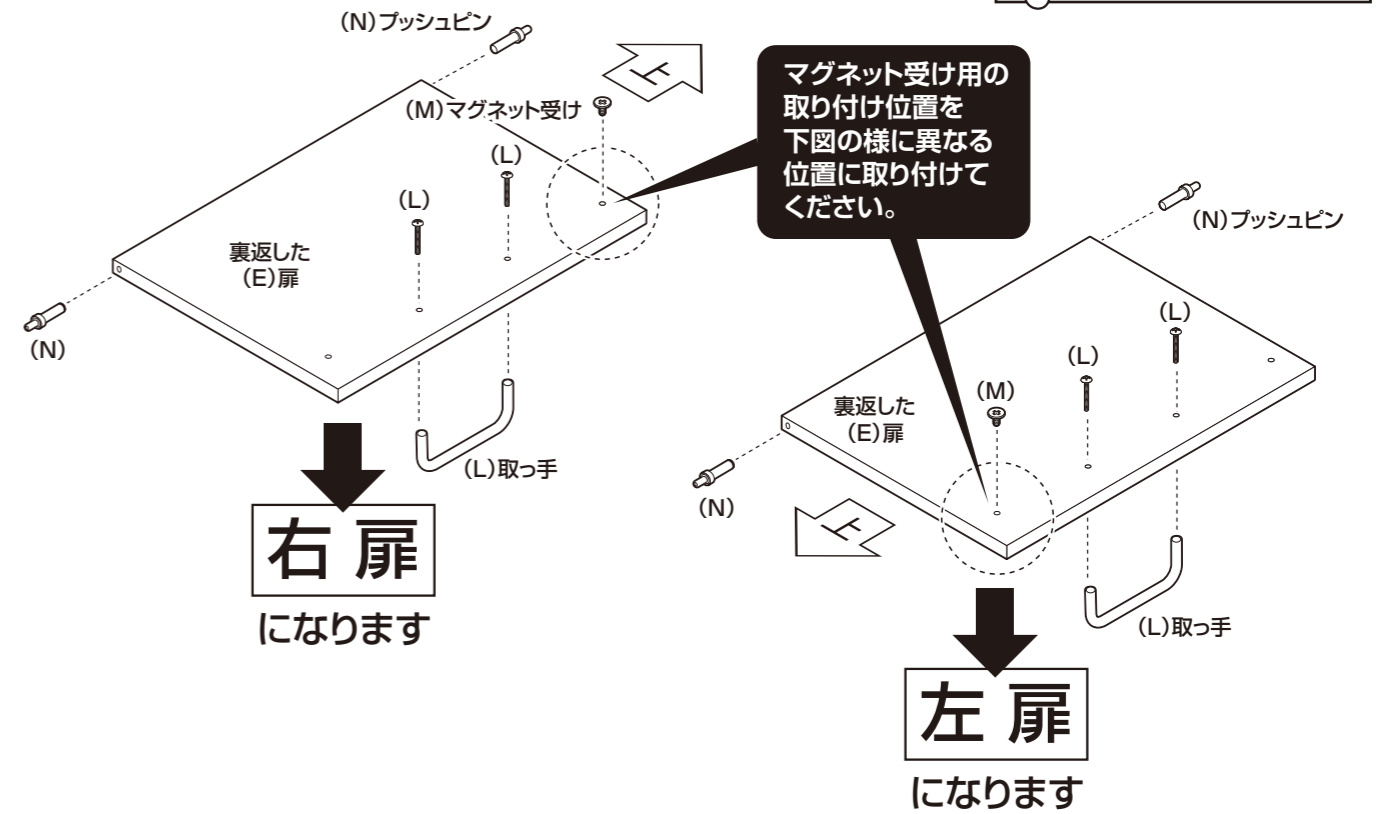 (N)プッシュピン
上
(M)マグネット受け
(L)
(L)
裏返した
(E)扉
(N)
(L)取っ手
右扉
になります
マグネット受け用の
取り付け位置を
下図の様に異なる
位置に取り付けて
ください。
(N)プッシュピン
(L)
(L)
(M)
裏返した
(E)扉
(N)
上
(L)取っ手
左扉
になります